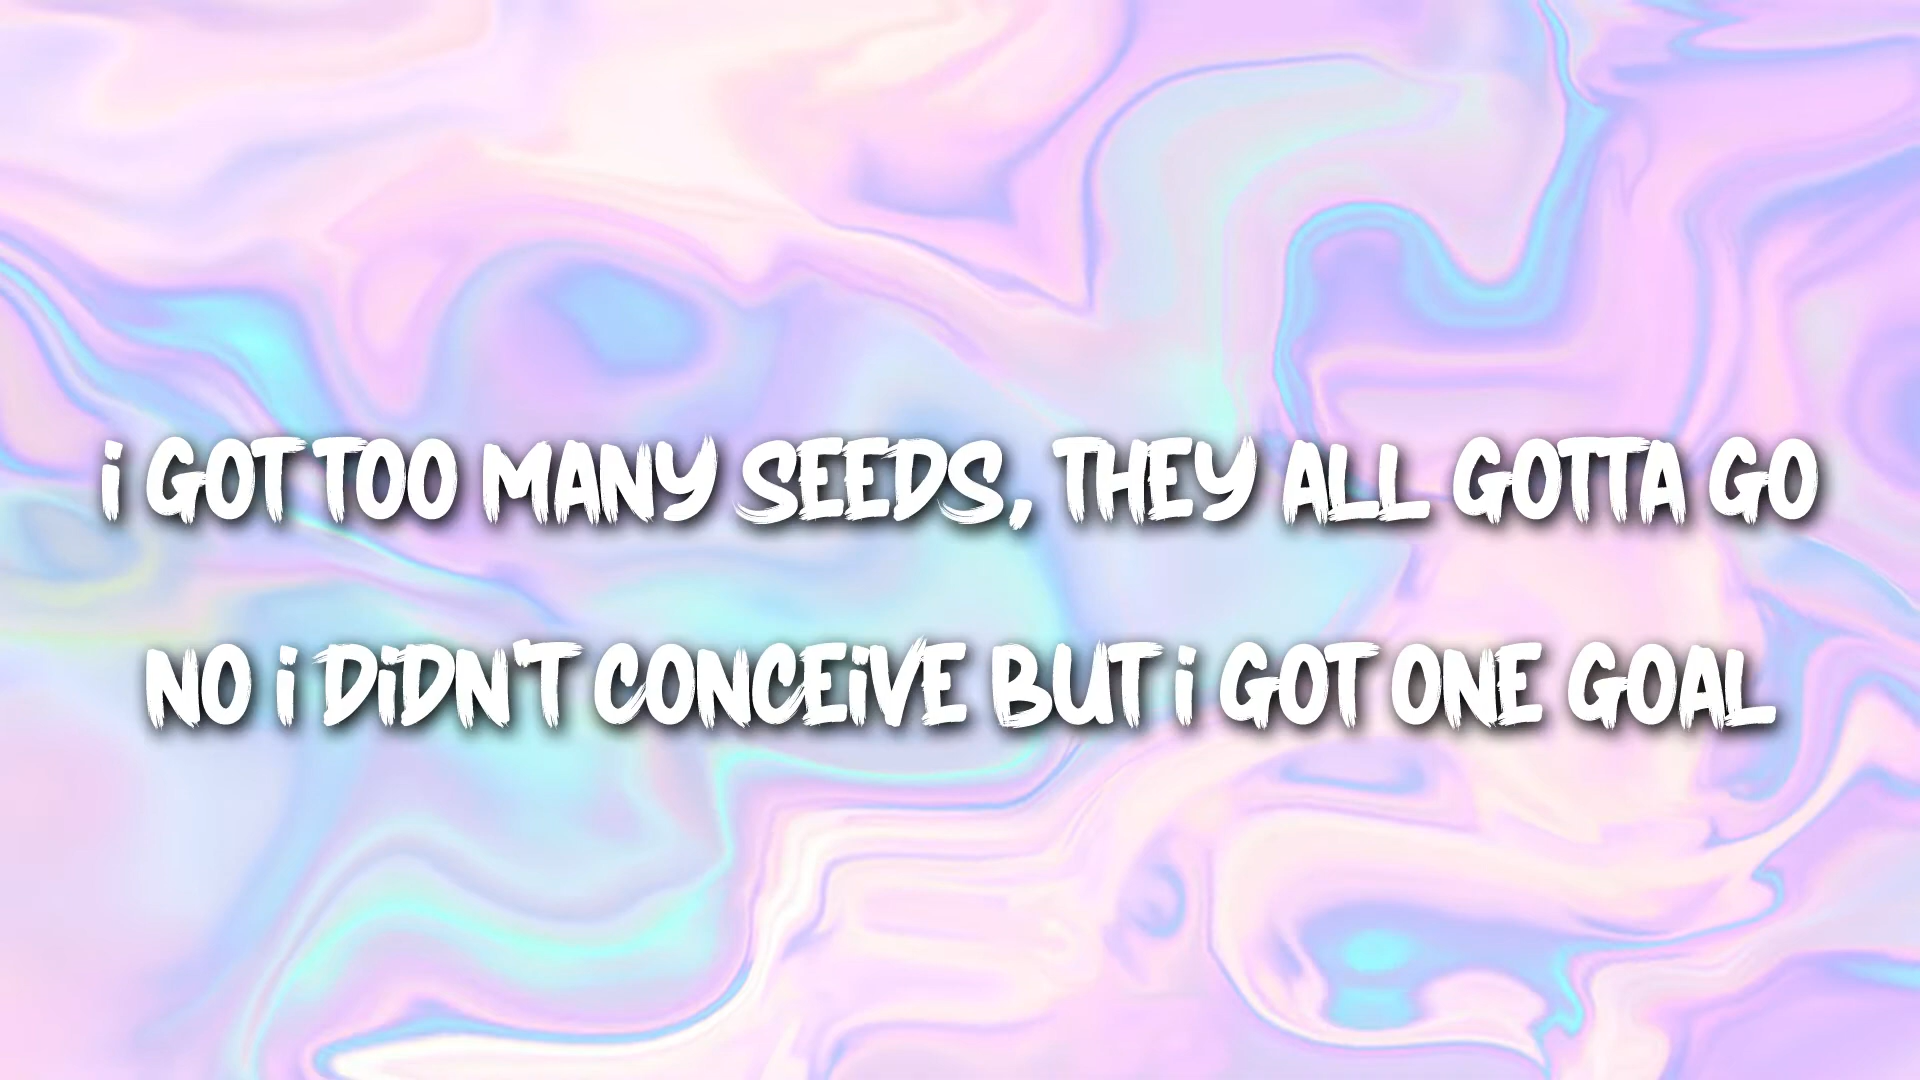 i GOT TOO MANY SEEDS, THEY ALL GOTTA GO
NO i DiDN'T CONCEiVE BUT i GOT ONE GOAL